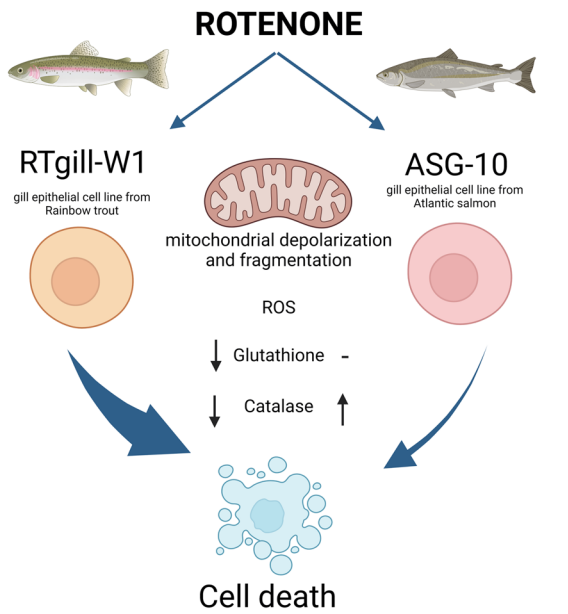 ROTENONE
RTgill-W1
gill epithelial cell line from
Rainbow trout
ASG-10
gill epithelial cell line from
Atlantic salmon
mitochondrial depolarization
and fragmentation
ROS
Glutathione -
Catalase
Cell death